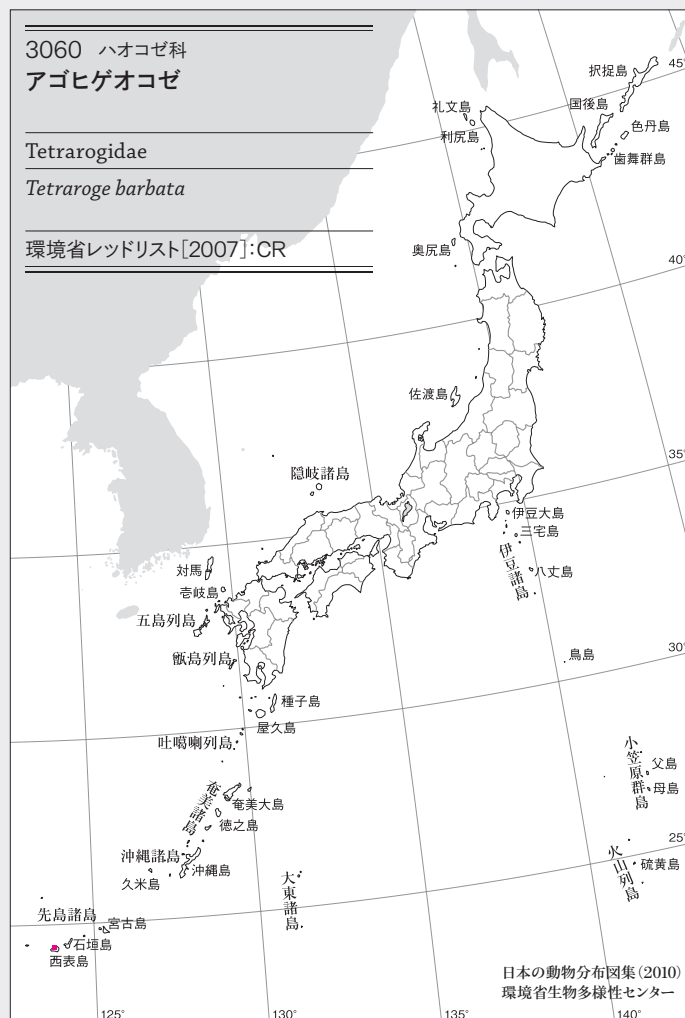 3060 ハオコゼ科
アゴヒゲオコゼ
Tetrarogidae
Tetraroge barbata
環境省レッドリスト[2007]:CR
択捉島
45°
礼文島
国後島
色丹島
利尻島
歯舞群島
奥尻島
40°
佐渡島
35°
隠岐諸島
伊豆大島
三宅島
伊豆諸島
八丈島
対馬
壱岐島
五島列島
甑島列島
鳥島
30°
種子島
屋久島
吐噶喇列島
小笠原群島
父島
母島
奄美諸島
奄美大島
徳之島
25°
沖縄諸島
沖縄島
久米島
火山列島
硫黄島
大東諸島
先島諸島
宮古島
石垣島
西表島
日本の動物分布図集(2010)
環境省生物多様性センター
125°
130°
135°
140°